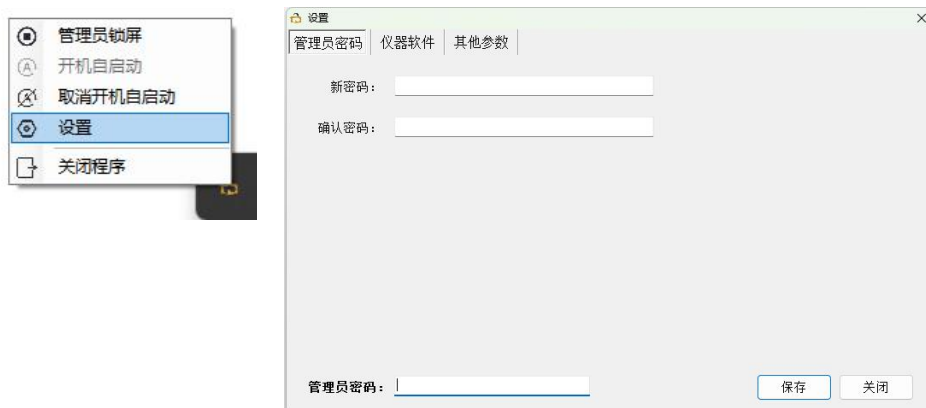 管理员锁屏
开机自启动
取消开机自启动
设置
关闭程序
设置
管理员密码 仪器软件 其他参数
新密码：
确认密码：
管理员密码： 保存 关闭